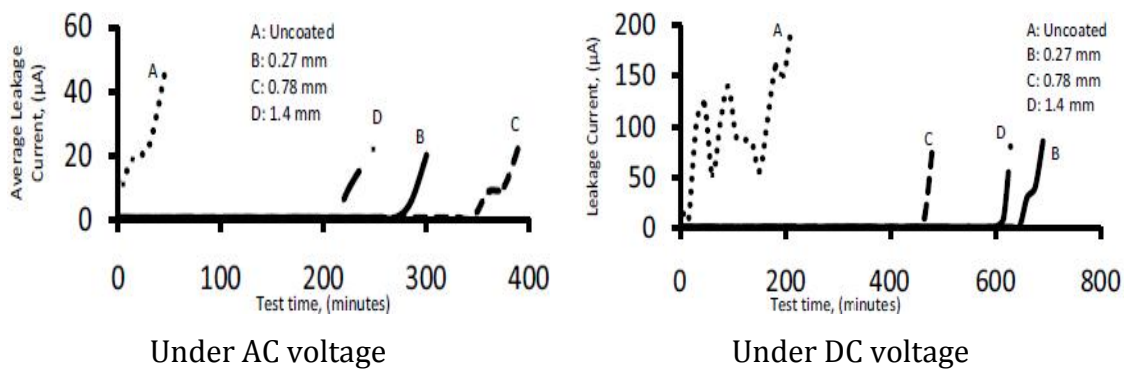 60
40
20
0
Average Leakage
Current, (μA)
A: Uncoated
B: 0.27 mm
C: 0.78 mm
D: 1.4 mm
A
D
B
C
0 100 200 300 400
Test time, (minutes)
Under AC voltage
200
150
100
50
0
Leakage Current, (μA)
A: Uncoated
B: 0.27 mm
C: 0.78 mm
D: 1.4 mm
A
C
D
B
0 200 400 600 800
Test time, (minutes)
Under DC voltage